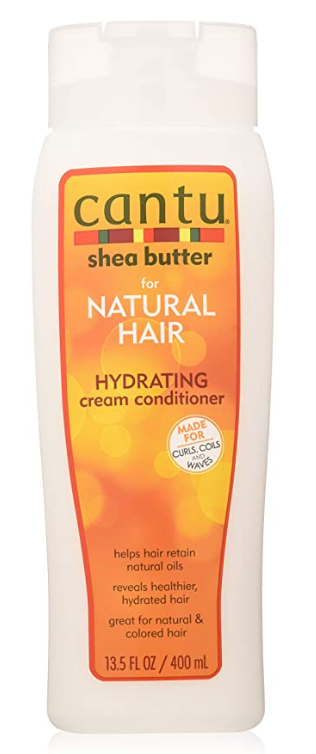 cantu®
shea butter
for
NATURAL
HAIR
HYDRATING
cream conditioner
MADE
FOR
CURLS, COILS
AND
WAVES
helps hair retain
natural oils
reveals healthier,
hydrated hair
great for natural &
colored hair
13.5 FL OZ / 400 mL